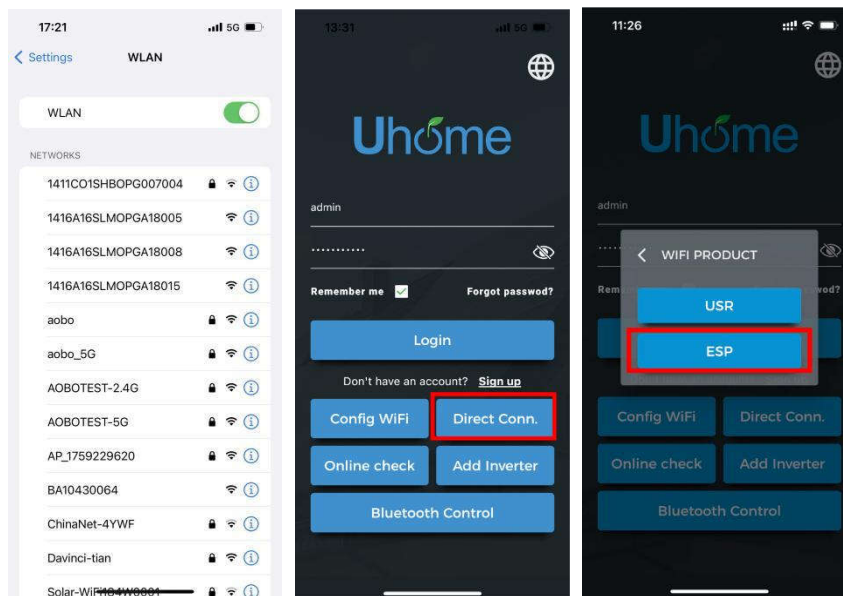 17:21
5G
Settings
WLAN
WLAN
NETWORKS
1411CO1SHBOPG007004
1416A16SLMOPGA18005
1416A16SLMOPGA18008
1416A16SLMOPGA18015
aobo
aobo_5G
AOBOTEST-2.4G
AOBOTEST-5G
AP_1759229620
BA10430064
ChinaNet-4YWF
Davinci-tian
13:31
5G
Uhome
admin
Remember me
Forgot passwod?
Login
Don't have an account? Sign up
Config WiFi
Direct Conn.
Online check
Add Inverter
Bluetooth Control
11:26
Uhome
admin
WIFI PRODUCT
Rem
wod?
USR
ESP
Config WiFi
Direct Conn.
Online check
Add Inverter
Bluetooth Control